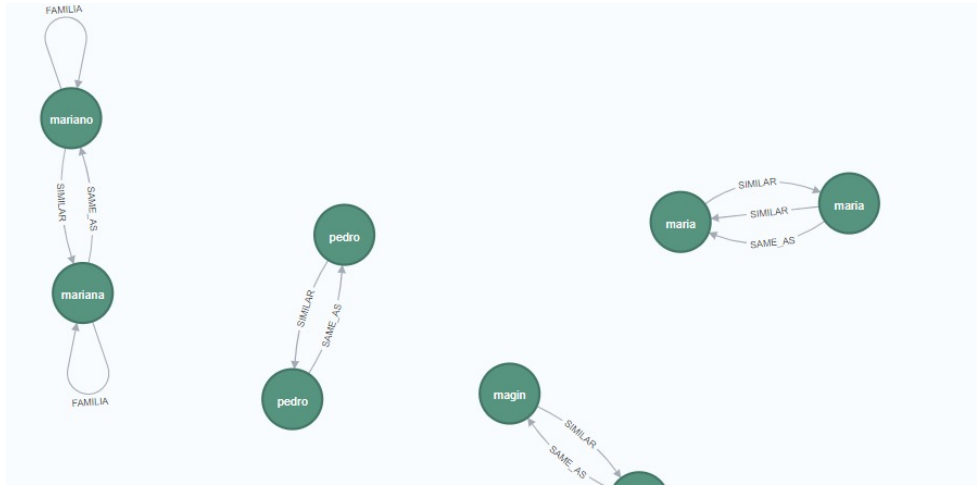 FAMILIA
mariano
SIMILAR
SAME_AS
mariana
FAMILIA
pedro
SIMILAR
SAME_AS
pedro
maria
SIMILAR
SIMILAR
SAME_AS
maria
magin
SIMILAR
SAME_AS